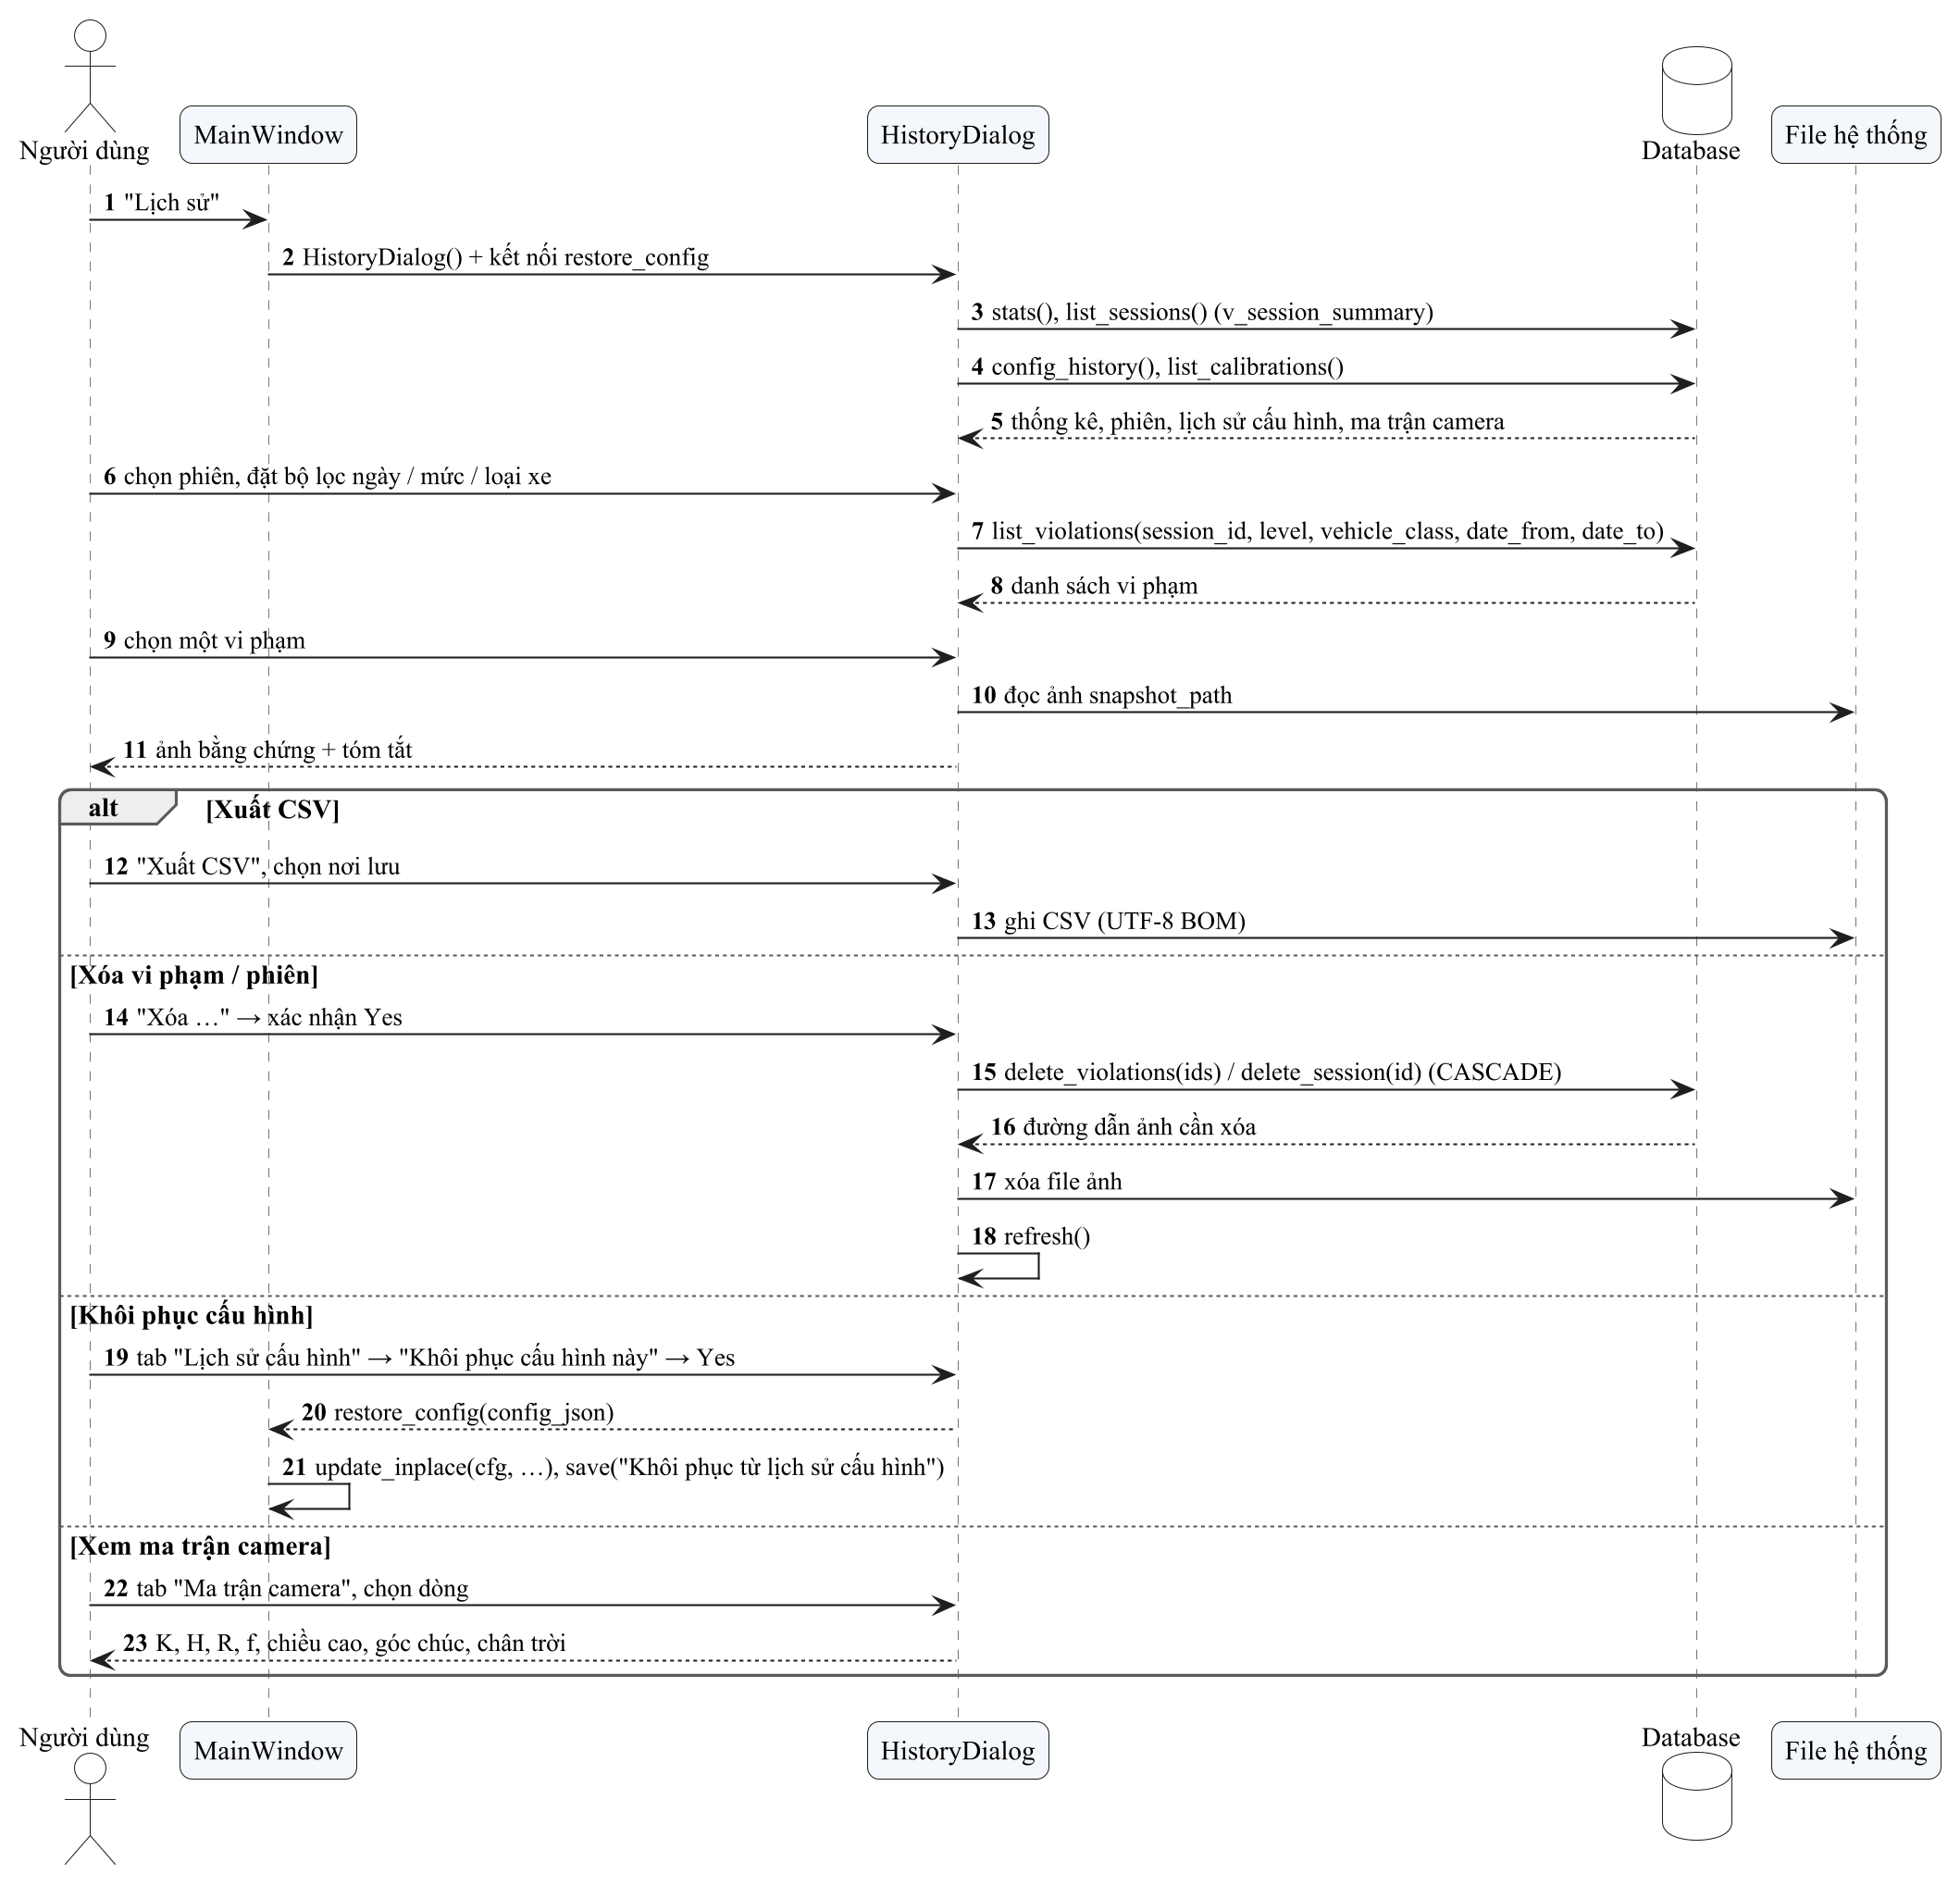 Người dùng
MainWindow
HistoryDialog
Database
File hệ thống
1 "Lịch sử"
2 HistoryDialog() + kết nối restore_config
3 stats(), list_sessions() (v_session_summary)
4 config_history(), list_calibrations()
5 thống kê, phiên, lịch sử cấu hình, ma trận camera
6 chọn phiên, đặt bộ lọc ngày / mức / loại xe
7 list_violations(session_id, level, vehicle_class, date_from, date_to)
8 danh sách vi phạm
9 chọn một vi phạm
10 đọc ảnh snapshot_path
11 ảnh bằng chứng + tóm tắt
alt [Xuất CSV]
12 "Xuất CSV", chọn nơi lưu
13 ghi CSV (UTF-8 BOM)
[Xóa vi phạm / phiên]
14 "Xóa …" → xác nhận Yes
15 delete_violations(ids) / delete_session(id) (CASCADE)
16 đường dẫn ảnh cần xóa
17 xóa file ảnh
18 refresh()
[Khôi phục cấu hình]
19 tab "Lịch sử cấu hình" → "Khôi phục cấu hình này" → Yes
20 restore_config(config_json)
21 update_inplace(cfg, …), save("Khôi phục từ lịch sử cấu hình")
[Xem ma trận camera]
22 tab "Ma trận camera", chọn dòng
23 K, H, R, f, chiều cao, góc chúc, chân trời
Người dùng
MainWindow
HistoryDialog
Database
File hệ thống